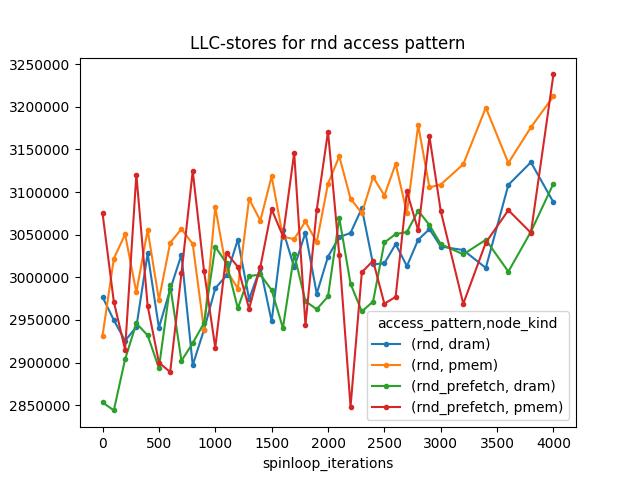 LLC-stores for rnd access pattern
3250000
3200000
3150000
3100000
3050000
3000000
2950000
2900000
2850000
access_pattern,node_kind
(rnd, dram)
(rnd, pmem)
(rnd_prefetch, dram)
(rnd_prefetch, pmem)
0 500 1000 1500 2000 2500 3000 3500 4000
spinloop_iterations